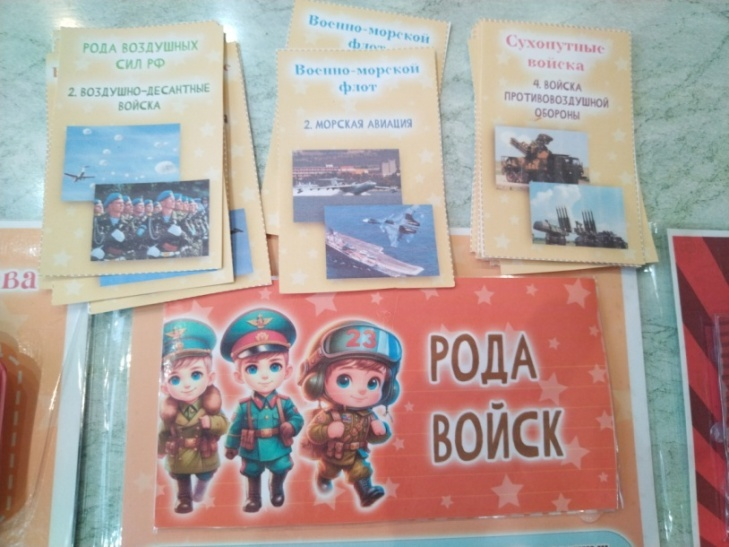 РОДА ВОЗДУШНЫХ
СИЛ РФ
2. ВОЗДУШНО-ДЕСАНТНЫЕ
ВОЙСКА
Военно-морской
флот
Военно-морской
флот
2. МОРСКАЯ АВИАЦИЯ
Сухопутные
войска
4. ВОЙСКА
ПРОТИВОВОЗДУШНОЙ
ОБОРОНЫ
ва
23
РОДА
ВОЙСК